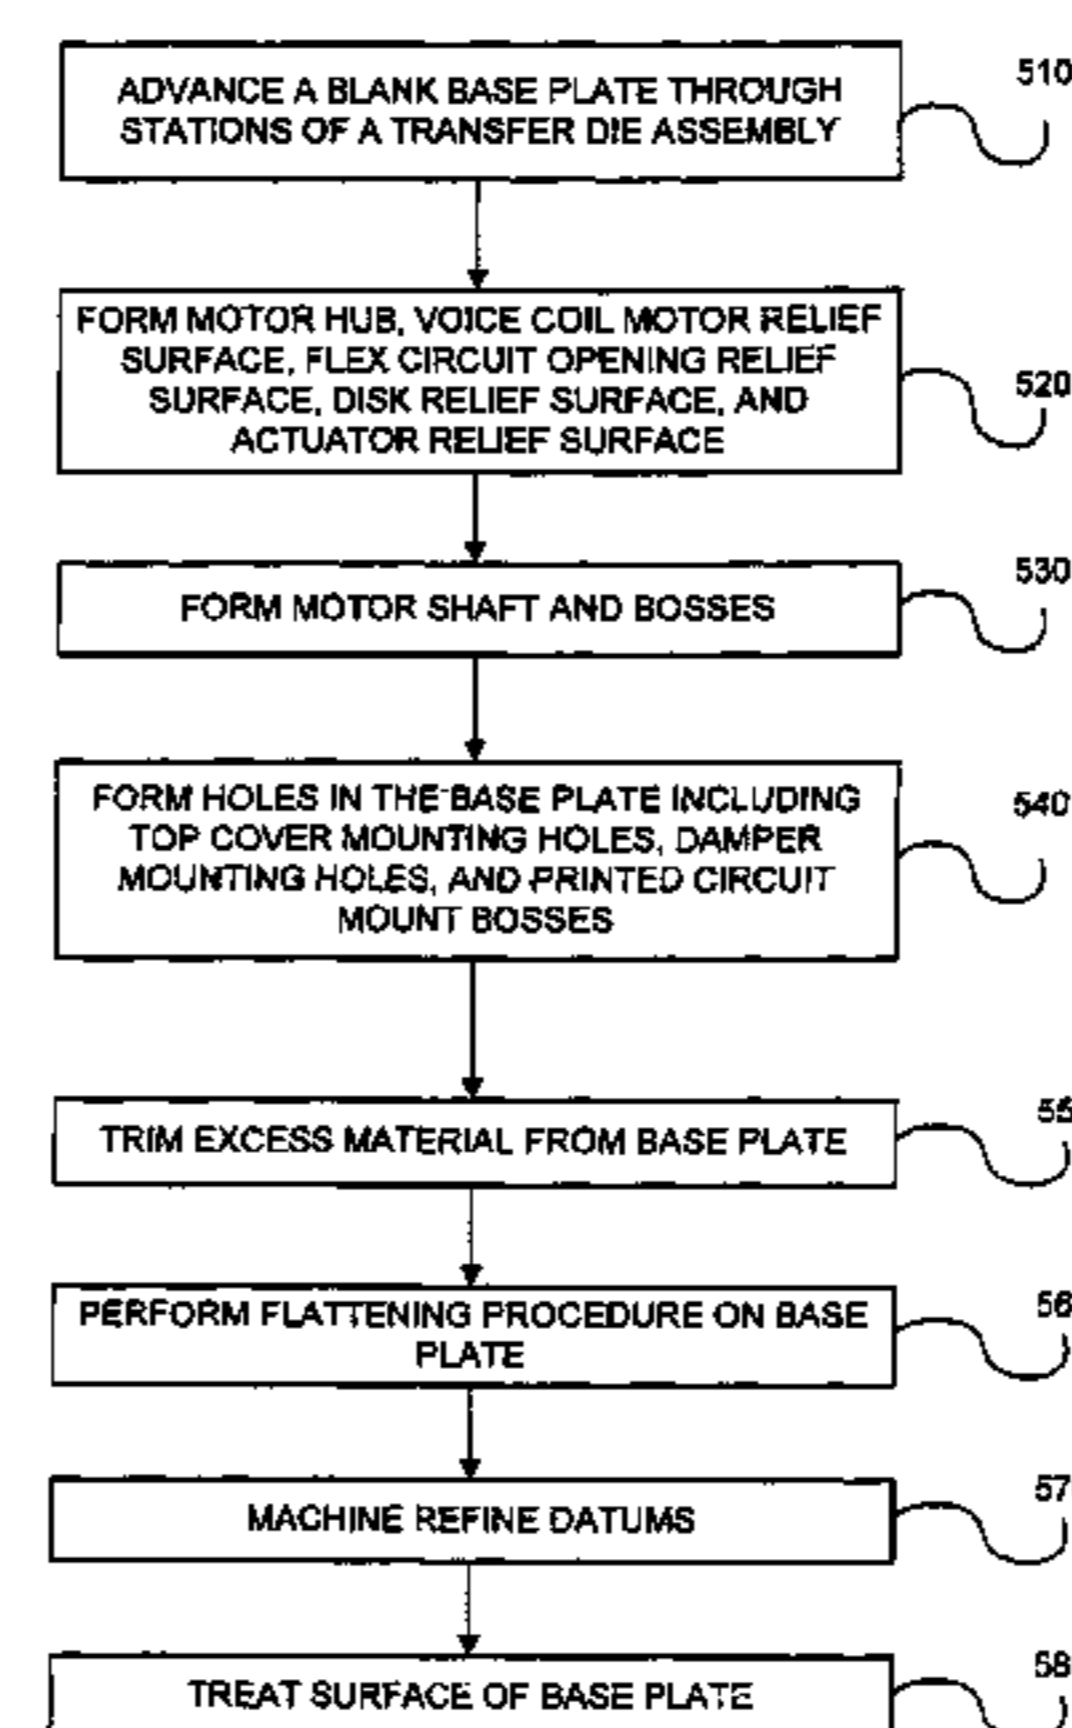 ADVANCE A BLANK BASE PLATE THROUGH
STATIONS OF A TRANSFER DIE ASSEMBLY
510
FORM MOTOR HUB, VOICE COIL MOTOR RELIEF
SURFACE, FLEX CIRCUIT OPENING RELIEF
SURFACE, DISK RELIEF SURFACE, AND
ACTUATOR RELIEF SURFACE
520
FORM MOTOR SHAFT AND BOSSES
530
FORM HOLES IN THE BASE PLATE INCLUDING
TOP COVER MOUNTING HOLES, DAMPER
MOUNTING HOLES, AND PRINTED CIRCUIT
MOUNT BOSSES
540
TRIM EXCESS MATERIAL FROM BASE PLATE
55
PERFORM FLATTENING PROCEDURE ON BASE
PLATE
56
MACHINE REFINE DATUMS
57
TREAT SURFACE OF BASE PLATE
58